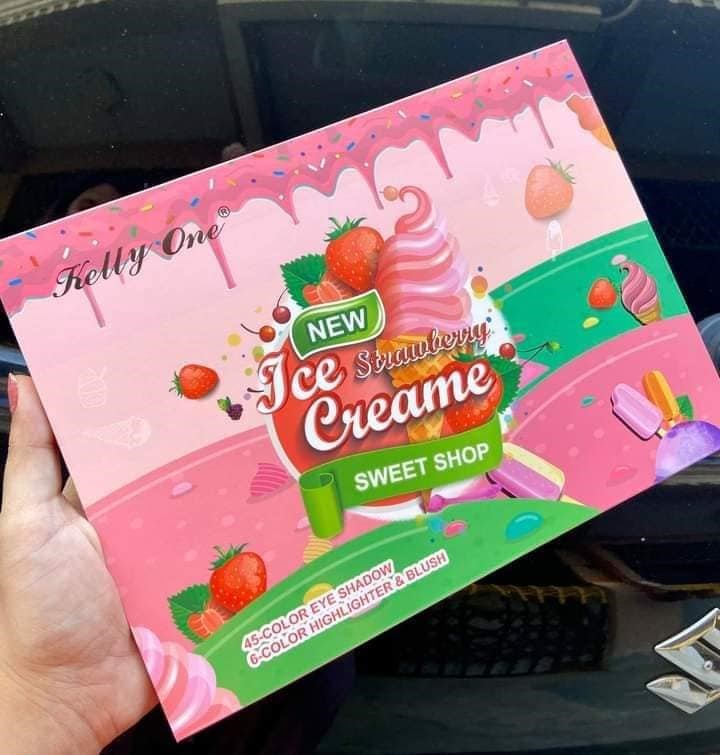 Kelly One®
NEW
Ice Strawberry
Creame
SWEET SHOP
45-COLOR EYE SHADOW
6-COLOR HIGHLIGHTER & BLUSH